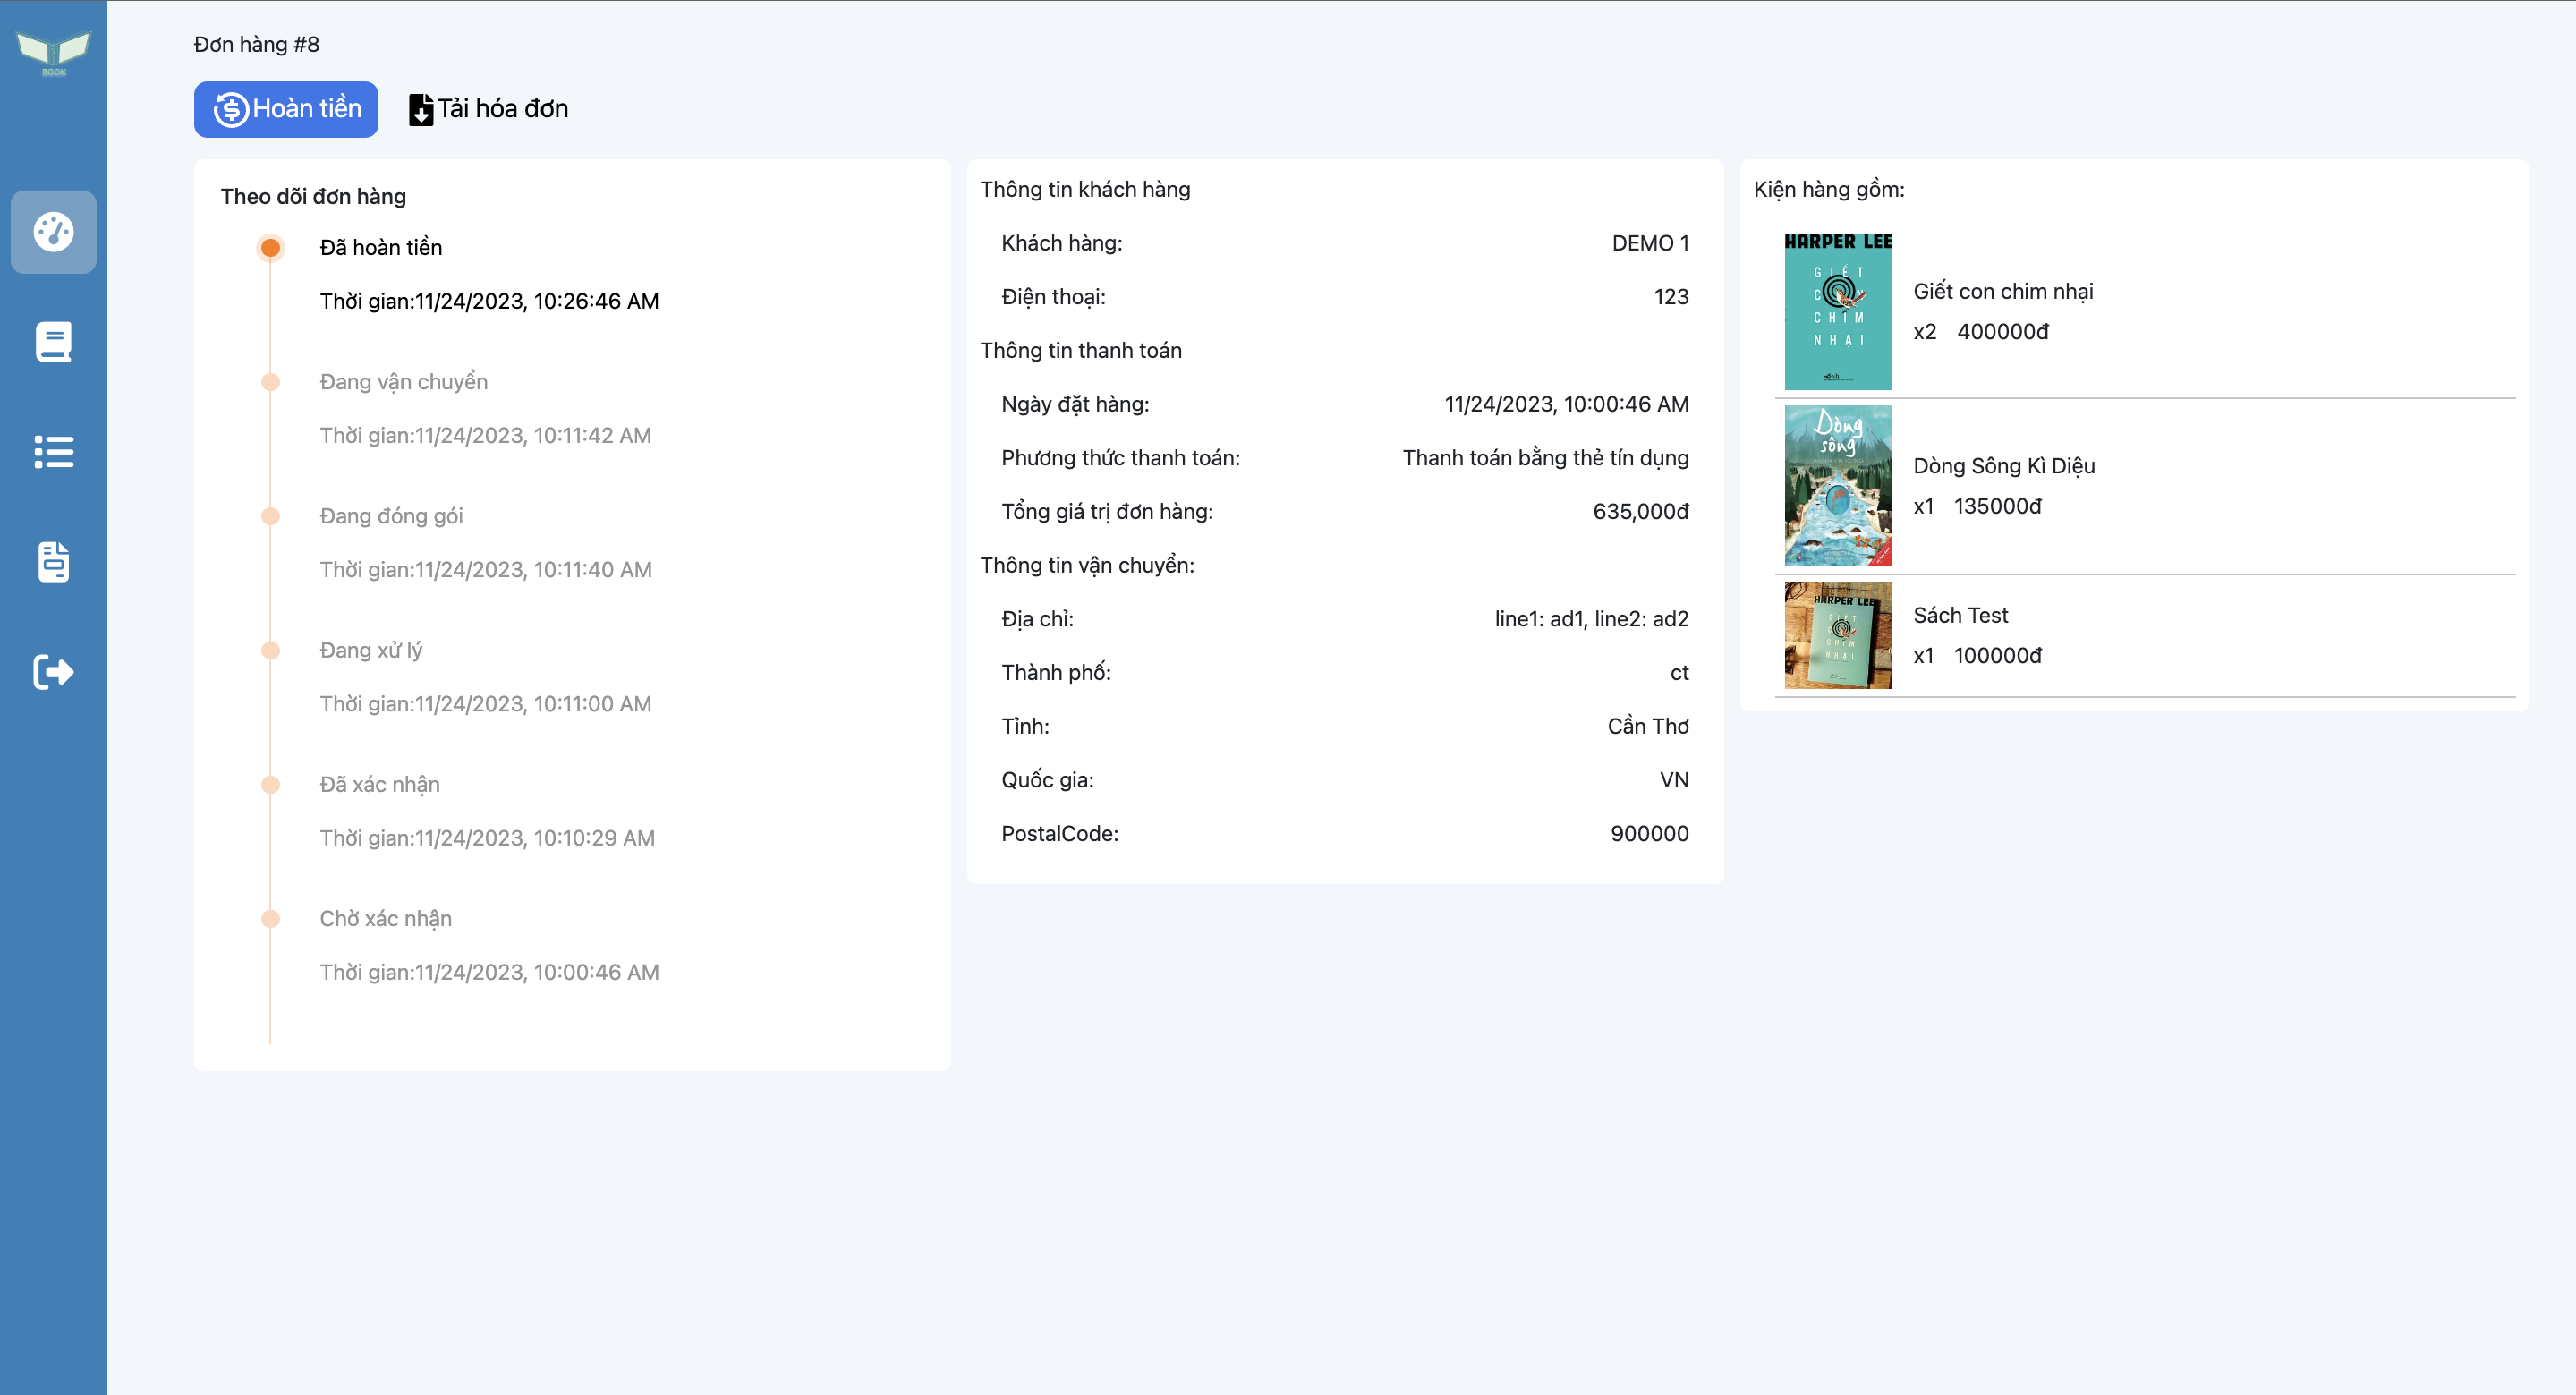 BOOK
Đơn hàng #8
Hoàn tiền
Tải hóa đơn
Theo dõi đơn hàng
Đã hoàn tiền
Thời gian:11/24/2023, 10:26:46 AM
Đang vận chuyển
Thời gian:11/24/2023, 10:11:42 AM
Đang đóng gói
Thời gian:11/24/2023, 10:11:40 AM
Đang xử lý
Thời gian:11/24/2023, 10:11:00 AM
Đã xác nhận
Thời gian:11/24/2023, 10:10:29 AM
Chờ xác nhận
Thời gian:11/24/2023, 10:00:46 AM
Thông tin khách hàng
Khách hàng: DEMO 1
Điện thoại: 123
Thông tin thanh toán
Ngày đặt hàng: 11/24/2023, 10:00:46 AM
Phương thức thanh toán: Thanh toán bằng thẻ tín dụng
Tổng giá trị đơn hàng: 635,000đ
Thông tin vận chuyển:
Địa chỉ: line1: ad1, line2: ad2
Thành phố: ct
Tỉnh: Cần Thơ
Quốc gia: VN
PostalCode: 900000
Kiện hàng gồm:
HARPER LEE
GIẾT
CON
CHIM
NHẠI
Giết con chim nhại
x2 400000đ
Dòng
sông
Dòng Sông Kì Diệu
x1 135000đ
HARPER LEE
GIẾT
CON
CHIM
NHẠI
Sách Test
x1 100000đ